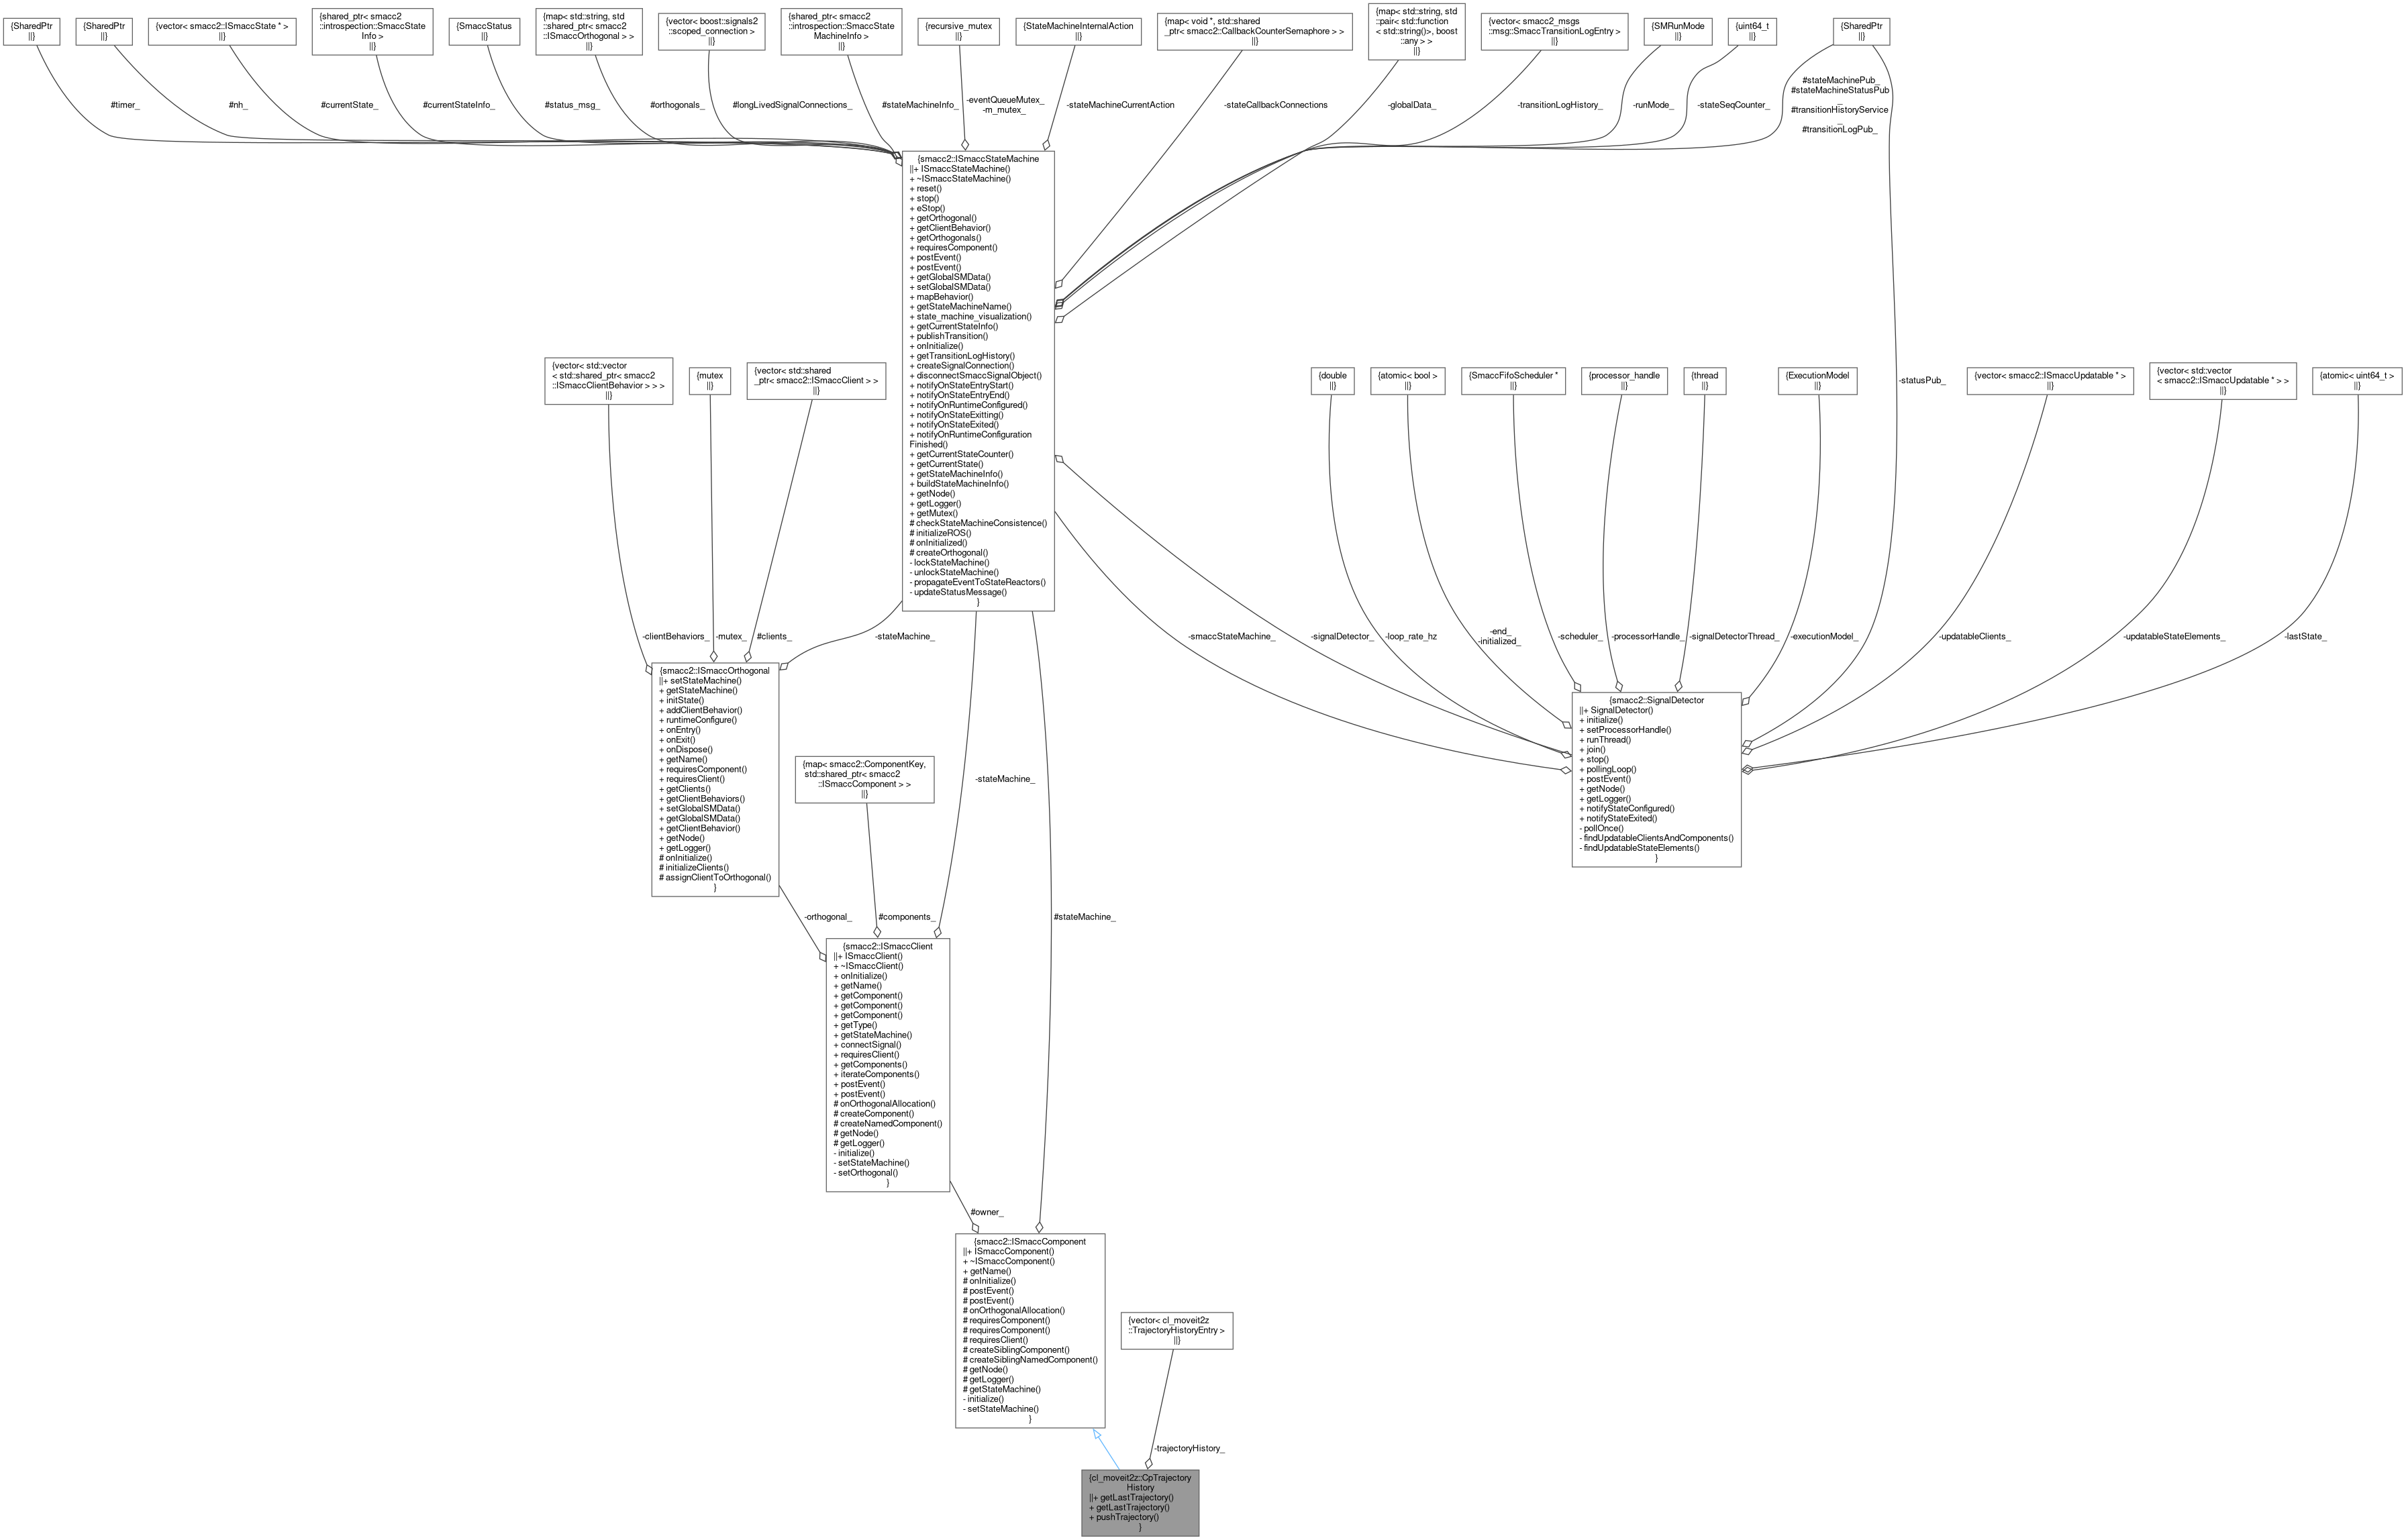 {SharedPtr
||}
{SharedPtr
||}
{vector< smacc2::ISmaccState * >
||}
{shared_ptr< smacc2
::introspection::SmaccState
Info >
||}
{SmaccStatus
||}
{map< std::string, std
::shared_ptr< smacc2
::ISmaccOrthogonal > >
||}
{vector< boost::signals2
::scoped_connection >
||}
{shared_ptr< smacc2
::introspection::SmaccState
MachineInfo >
||}
{recursive_mutex
||}
{StateMachineInternalAction
||}
{map< void *, std::shared
_ptr< smacc2::CallbackCounterSemaphore > >
||}
{map< std::string, std
::pair< std::function
< std::string()>, boost
::any > >
||}
{vector< smacc2_msgs
::msg::SmaccTransitionLogEntry >
||}
{SMRunMode
||}
{uint64_t
||}
{SharedPtr
||}
#timer_
#nh_
#currentState_
#currentStateInfo_
#status_msg_
#orthogonals_
#longLivedSignalConnections_
#stateMachineInfo_
-eventQueueMutex_
-m_mutex_
-stateMachineCurrentAction
-stateCallbackConnections
-globalData_
-transitionLogHistory_
-runMode_
-stateSeqCounter_
#stateMachinePub_
#stateMachineStatusPub
_
#transitionHistoryService
_
#transitionLogPub_
{smacc2::ISmaccStateMachine
||+ ISmaccStateMachine()
+ ~ISmaccStateMachine()
+ reset()
+ stop()
+ eStop()
+ getOrthogonal()
+ getClientBehavior()
+ getOrthogonals()
+ requiresComponent()
+ postEvent()
+ postEvent()
+ getGlobalSMData()
+ setGlobalSMData()
+ mapBehavior()
+ getStateMachineName()
+ state_machine_visualization()
+ getCurrentStateInfo()
+ publishTransition()
+ onInitialize()
+ getTransitionLogHistory()
+ createSignalConnection()
+ disconnectSmaccSignalObject()
+ notifyOnStateEntryStart()
+ notifyOnStateEntryEnd()
+ notifyOnRuntimeConfigured()
+ notifyOnStateExitting()
+ notifyOnStateExited()
+ notifyOnRuntimeConfiguration
Finished()
+ getCurrentStateCounter()
+ getCurrentState()
+ getStateMachineInfo()
+ buildStateMachineInfo()
+ getNode()
+ getLogger()
+ getMutex()
# checkStateMachineConsistence()
# initializeROS()
# onInitialized()
# createOrthogonal()
- lockStateMachine()
- unlockStateMachine()
- propagateEventToStateReactors()
- updateStatusMessage()
}
{vector< std::vector
< std::shared_ptr< smacc2
::ISmaccClientBehavior > > >
||}
{mutex
||}
{vector< std::shared
_ptr< smacc2::ISmaccClient > >
||}
{double
||}
{atomic< bool >
||}
{SmaccFifoScheduler *
||}
{processor_handle
||}
{thread
||}
{ExecutionModel
||}
-statusPub_
{vector< smacc2::ISmaccUpdatable * >
||}
{vector< std::vector
< smacc2::ISmaccUpdatable * > >
||}
{atomic< uint64_t >
||}
-clientBehaviors_
-mutex_
#clients_
-stateMachine_
-smaccStateMachine_
-signalDetector_
-loop_rate_hz
-end_
-initialized_
-scheduler_
-processorHandle_
-signalDetectorThread_
-executionModel_
-updatableClients_
-updatableStateElements_
-lastState_
{smacc2::ISmaccOrthogonal
||+ setStateMachine()
+ getStateMachine()
+ initState()
+ addClientBehavior()
+ runtimeConfigure()
+ onEntry()
+ onExit()
+ onDispose()
+ getName()
+ requiresComponent()
+ requiresClient()
+ getClients()
+ getClientBehaviors()
+ setGlobalSMData()
+ getGlobalSMData()
+ getClientBehavior()
+ getNode()
+ getLogger()
# onInitialize()
# initializeClients()
# assignClientToOrthogonal()
}
{smacc2::SignalDetector
||+ SignalDetector()
+ initialize()
+ setProcessorHandle()
+ runThread()
+ join()
+ stop()
+ pollingLoop()
+ postEvent()
+ getNode()
+ getLogger()
+ notifyStateConfigured()
+ notifyStateExited()
- pollOnce()
- findUpdatableClientsAndComponents()
- findUpdatableStateElements()
}
{map< smacc2::ComponentKey,
std::shared_ptr< smacc2
::ISmaccComponent > >
||}
-stateMachine_
-orthogonal_
#components_
#stateMachine_
{smacc2::ISmaccClient
||+ ISmaccClient()
+ ~ISmaccClient()
+ onInitialize()
+ getName()
+ getComponent()
+ getComponent()
+ getComponent()
+ getType()
+ getStateMachine()
+ connectSignal()
+ requiresClient()
+ getComponents()
+ iterateComponents()
+ postEvent()
+ postEvent()
# onOrthogonalAllocation()
# createComponent()
# createNamedComponent()
# getNode()
# getLogger()
- initialize()
- setStateMachine()
- setOrthogonal()
}
#owner_
{smacc2::ISmaccComponent
||+ ISmaccComponent()
+ ~ISmaccComponent()
+ getName()
# onInitialize()
# postEvent()
# postEvent()
# onOrthogonalAllocation()
# requiresComponent()
# requiresComponent()
# requiresClient()
# createSiblingComponent()
# createSiblingNamedComponent()
# getNode()
# getLogger()
# getStateMachine()
- initialize()
- setStateMachine()
}
{vector< cl_moveit2z
::TrajectoryHistoryEntry >
||}
-trajectoryHistory_
{cl_moveit2z::CpTrajectory
History
||+ getLastTrajectory()
+ getLastTrajectory()
+ pushTrajectory()
}